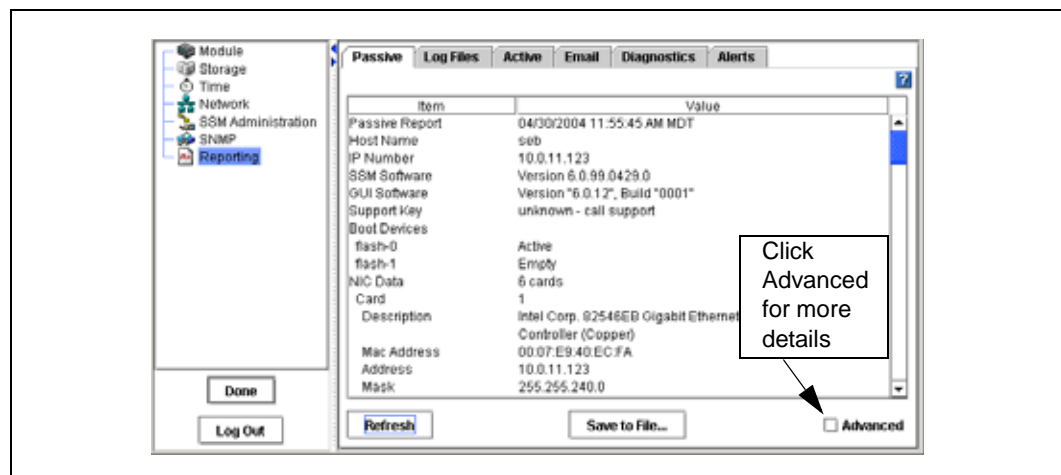 Module
Storage
Time
Network
SSM Administration
SNMP
Reporting
Done
Log Out
Passive Log Files Active Email Diagnostics Alerts
?
Item Value
Passive Report 04/30/2004 11:55:45 AM MDT
Host Name seb
IP Number 10.0.11.123
SSM Software Version 6.0.99.0429.0
GUI Software Version "6.0.12", Build "0001"
Support Key unknown - call support
Boot Devices
flash-0 Active
flash-1 Empty
NIC Data 6 cards
Card 1
Description Intel Corp. 82546EB Gigabit Ethernet
Controller (Copper)
Mac Address 00:07:E9:40:EC:FA
Address 10.0.11.123
Mask 255.255.240.0
Click
Advanced
for more
details
Refresh Save to File... Advanced